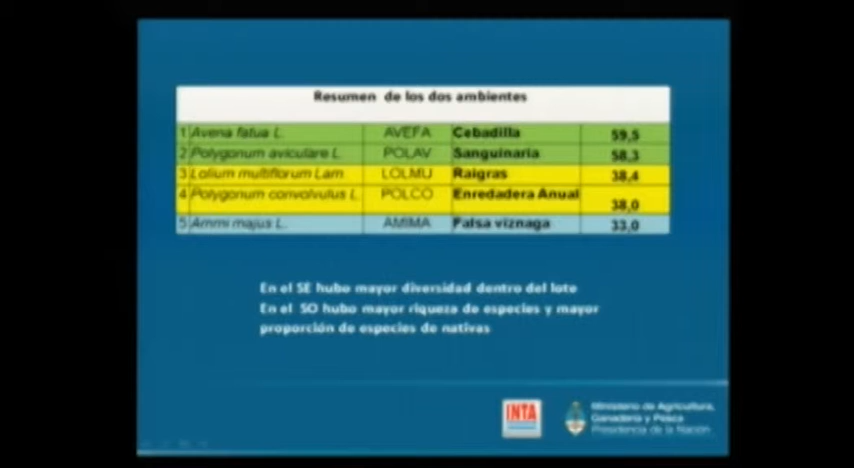 Resumen de los dos ambientes
1 Avena fatua L. AVEFA Cebadilla 59,5
2 Polygonum aviculare L. POLAV Sanguinaria 58,3
3 Lolium multiflorum Lam. LOLMU Raigras 38,4
4 Polygonum convolvulus L. POLCO Enredadera Anual 38,0
5 Ammi majus L. AMIMA Falsa viznaga 33,0
En el SE hubo mayor diversidad dentro del lote
En el SO hubo mayor riqueza de especies y mayor
proporción de especies de nativas
INTA
Ministerio de Agricultura,
Ganadería y Pesca
Presidencia de la Nación